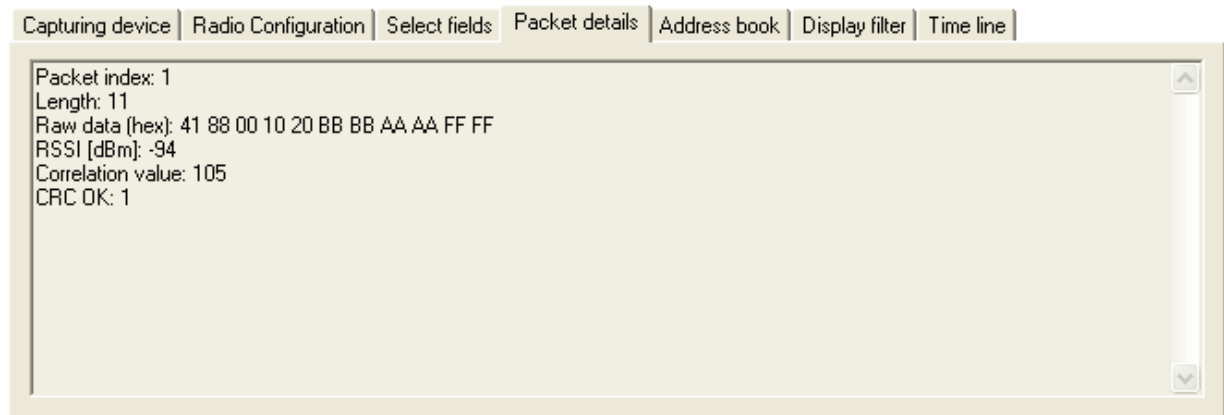 Capturing device Radio Configuration Select fields Packet details Address book Display filter Time line
Packet index: 1
Length: 11
Raw data (hex): 41 88 00 10 20 BB BB AA AA FF FF
RSSI [dBm]: -94
Correlation value: 105
CRC OK: 1